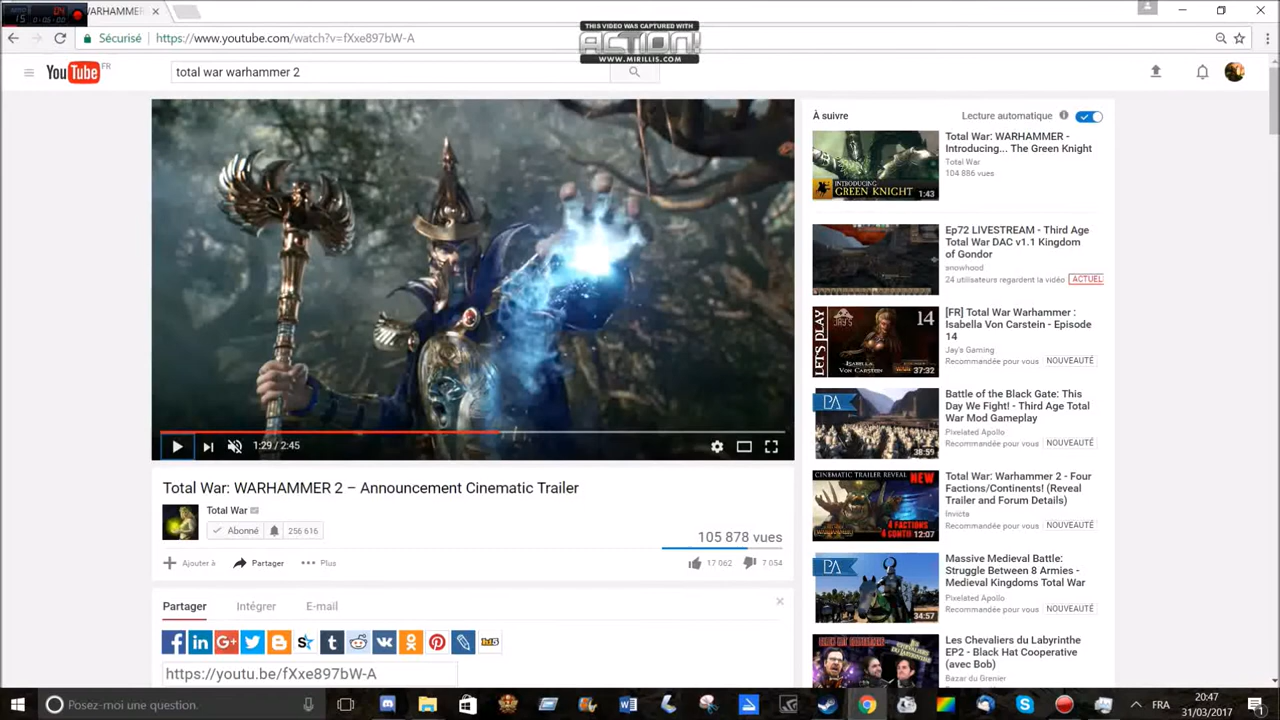 WARHAMMER
15
THIS VIDEO WAS CAPTURED WITH
ACTION!
WWW.MIRILLIS.COM
Sécurisé
https://www.youtube.com/watch?v=fXxe897bW-A
YouTube FR
total war warhammer 2
À suivre
Lecture automatique
Total War: WARHAMMER -
Introducing... The Green Knight
Total War
104 886 vues
INTRODUCING
GREEN KNIGHT
1:43
Ep72 LIVESTREAM - Third Age
Total War DAC v1.1 Kingdom
of Gondor
snowhood
24 utilisateurs regardent la vidéo
ACTUEL
[FR] Total War Warhammer :
Isabella Von Carstein - Episode
14
Jay's Gaming
Recommandée pour vous
NOUVEAUTÉ
LET'S PLAY
JAY'S
14
ISABELLA
VON CARSTEIN
37:32
Battle of the Black Gate: This
Day We Fight! - Third Age Total
War Mod Gameplay
Pixelated Apollo
Recommandée pour vous
NOUVEAUTÉ
PA
38:59
Total War: Warhammer 2 - Four
Factions/Continents! (Reveal
Trailer and Forum Details)
Invicta
Recommandée pour vous
NOUVEAUTÉ
CINEMATIC TRAILER REVEAL NEW
4 FACTIONS
12:07
Massive Medieval Battle:
Struggle Between 8 Armies -
Medieval Kingdoms Total War
Pixelated Apollo
Recommandée pour vous
NOUVEAUTÉ
PA
34:57
Les Chevaliers du Labyrinthe
EP2 - Black Hat Cooperative
(avec Bob)
Bazar du Grenier
Total War: WARHAMMER 2 – Announcement Cinematic Trailer
Total War
Abonné
256 616
105 878 vues
Ajouter à
Partager
Plus
17 062
7 054
Partager
Intégrer
E-mail
https://youtu.be/fXxe897bW-A
Posez-moi une question.
FRA
20:47
31/03/2017